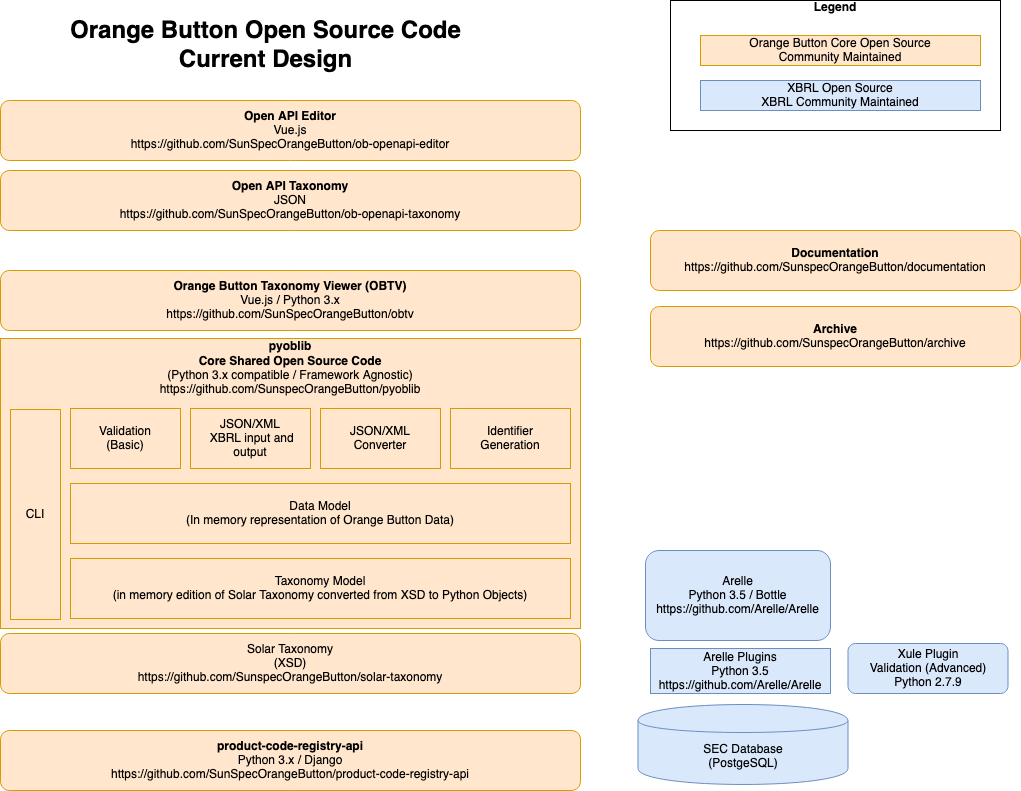 Orange Button Open Source Code
Current Design
Legend
Orange Button Core Open Source
Community Maintained
XBRL Open Source
XBRL Community Maintained
Open API Editor
Vue.js
https://github.com/SunSpecOrangeButton/ob-openapi-editor
Open API Taxonomy
JSON
https://github.com/SunSpecOrangeButton/ob-openapi-taxonomy
Orange Button Taxonomy Viewer (OBTV)
Vue.js / Python 3.x
https://github.com/SunSpecOrangeButton/obtv
pyoblib
Core Shared Open Source Code
(Python 3.x compatible / Framework Agnostic)
https://github.com/SunspecOrangeButton/pyoblib
CLI
Validation
(Basic)
JSON/XML
XBRL input and
output
JSON/XML
Converter
Identifier
Generation
Data Model
(In memory representation of Orange Button Data)
Taxonomy Model
(in memory edition of Solar Taxonomy converted from XSD to Python Objects)
Solar Taxonomy
(XSD)
https://github.com/SunspecOrangeButton/solar-taxonomy
product-code-registry-api
Python 3.x / Django
https://github.com/SunSpecOrangeButton/product-code-registry-api
Documentation
https://github.com/SunspecOrangeButton/documentation
Archive
https://github.com/SunspecOrangeButton/archive
Arelle
Python 3.5 / Bottle
https://github.com/Arelle/Arelle
Arelle Plugins
Python 3.5
https://github.com/Arelle/Arelle
Xule Plugin
Validation (Advanced)
Python 2.7.9
SEC Database
(PostgeSQL)